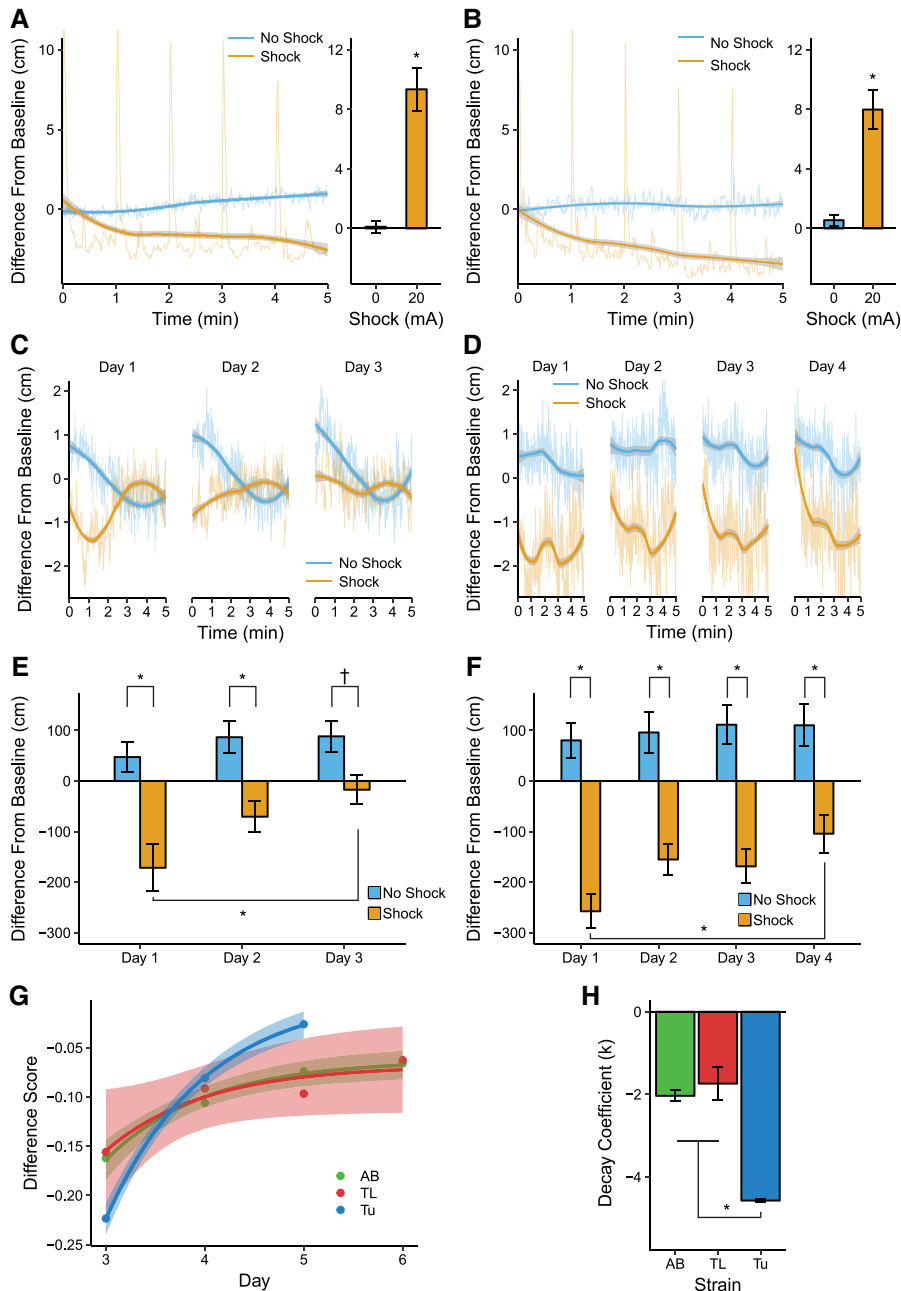 A
Difference From Baseline (cm)
10
5
0
No Shock
Shock
0 1 2 3 4 5
Time (min)
12
8
4
0
*
0 20
Shock (mA)
B
Difference From Baseline (cm)
10
5
0
No Shock
Shock
0 1 2 3 4 5
Time (min)
12
8
4
0
*
0 20
Shock (mA)
C
Difference From Baseline (cm)
Day 1 Day 2 Day 3
2
1
0
−1
−2
No Shock
Shock
0 1 2 3 4 5 0 1 2 3 4 5 0 1 2 3 4 5
Time (min)
D
Difference From Baseline (cm)
Day 1 Day 2 Day 3 Day 4
No Shock
Shock
2
1
0
−1
−2
0 1 2 3 4 5 0 1 2 3 4 5 0 1 2 3 4 5 0 1 2 3 4 5
Time (min)
E
Difference From Baseline (cm)
* * †
100
0
−100
−200
−300
*
No Shock
Shock
Day 1 Day 2 Day 3
F
Difference From Baseline (cm)
* * * *
100
0
−100
−200
−300
No Shock
Shock
*
Day 1 Day 2 Day 3 Day 4
G
Difference Score
−0.05
−0.10
−0.15
−0.20
−0.25
AB
TL
Tu
3 4 5 6
Day
H
Decay Coefficient (k)
0
−2
−4
*
AB TL Tu
Strain